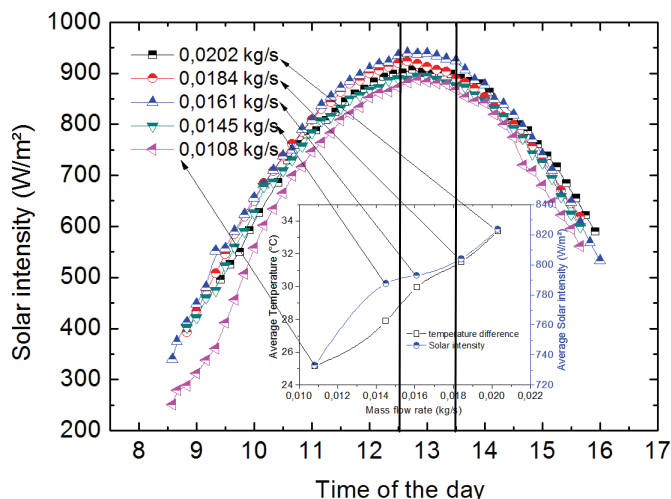 1000
900
800
700
600
500
400
300
200
Solar intensity (W/m²)
0,0202 kg/s
0,0184 kg/s
0,0161 kg/s
0,0145 kg/s
0,0108 kg/s
34
32
30
28
26
24
Average Temperature (°C)
840
820
800
780
760
740
720
Average Solar intensity (W/m²)
temperature difference
Solar intensity
0,010 0,012 0,014 0,016 0,018 0,020 0,022
Mass flow rate (kg/s)
8 9 10 11 12 13 14 15 16 17
Time of the day